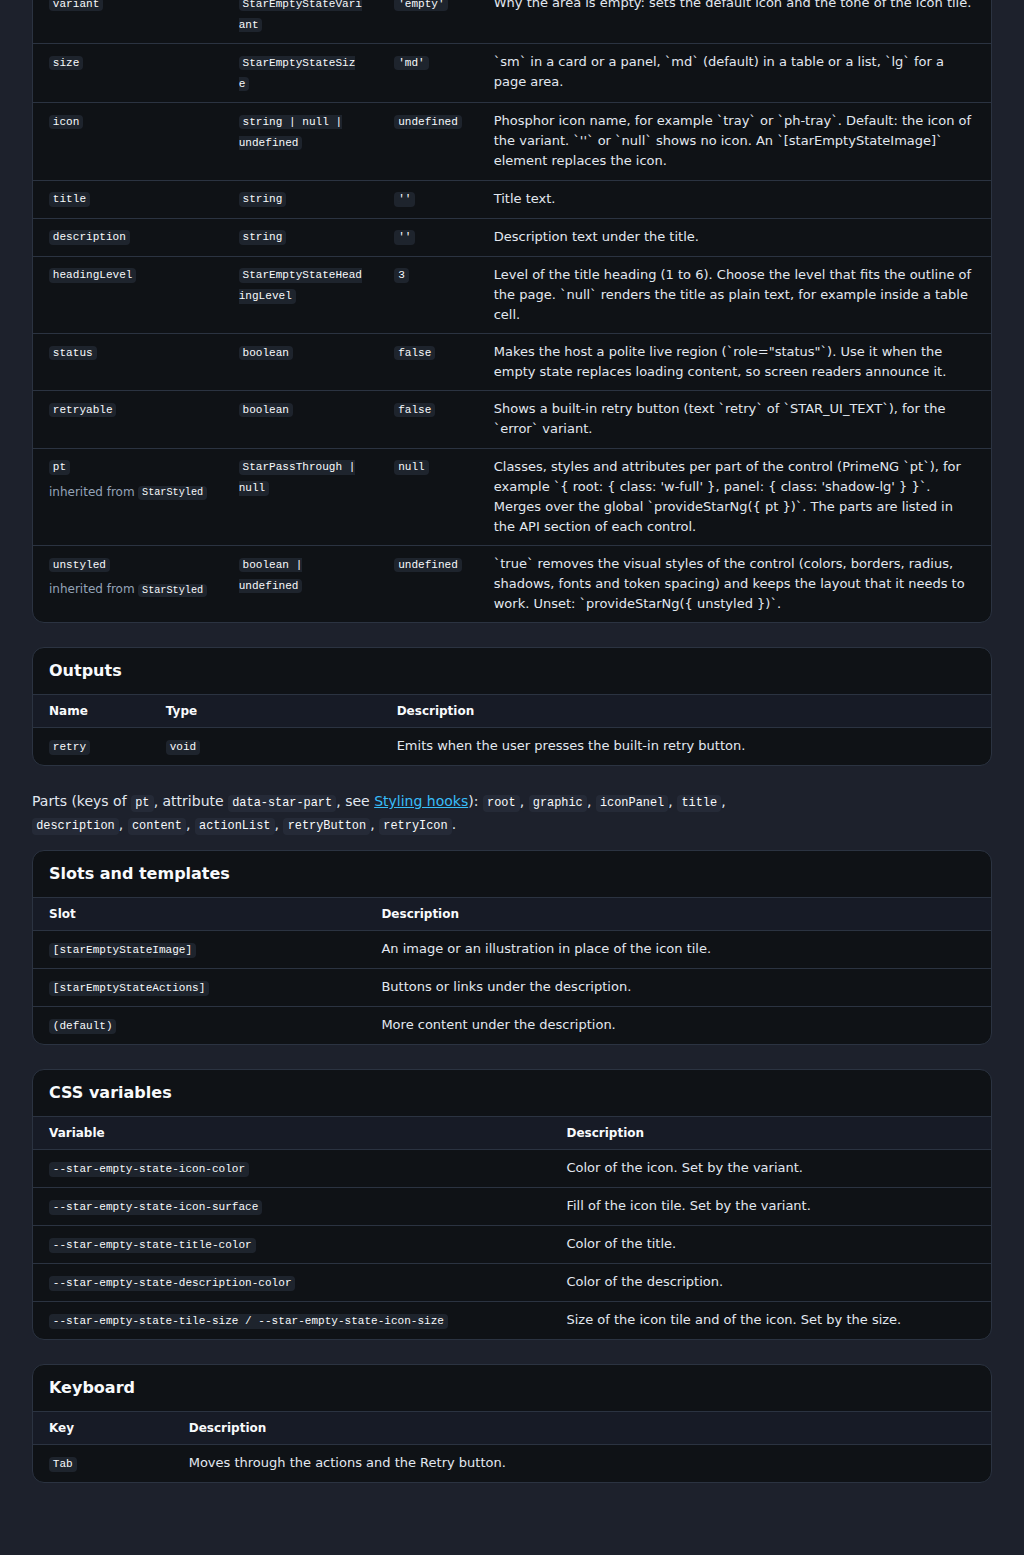 variant StarEmptyStateVari 'empty' Why the area is empty: sets the default icon and the tone of the icon tile.
ant
size StarEmptyStateSiz 'md' `sm` in a card or a panel, `md` (default) in a table or a list, `lg` for a
e page area.
icon string | null | undefined Phosphor icon name, for example `tray` or `ph-tray`. Default: the icon of
undefined the variant. `''` or `null` shows no icon. An `[starEmptyStateImage]`
element replaces the icon.
title string '' Title text.
description string '' Description text under the title.
headingLevel StarEmptyStateHead 3 Level of the title heading (1 to 6). Choose the level that fits the outline of
ingLevel the page. `null` renders the title as plain text, for example inside a table
cell.
status boolean false Makes the host a polite live region (`role="status"`). Use it when the
empty state replaces loading content, so screen readers announce it.
retryable boolean false Shows a built-in retry button (text `retry` of `STAR_UI_TEXT`), for the
`error` variant.
pt StarPassThrough | null Classes, styles and attributes per part of the control (PrimeNG `pt`), for
inherited from StarStyled null example `{ root: { class: 'w-full' }, panel: { class: 'shadow-lg' } }`.
Merges over the global `provideStarNg({ pt })`. The parts are listed in
the API section of each control.
unstyled boolean | undefined `true` removes the visual styles of the control (colors, borders, radius,
inherited from StarStyled undefined shadows, fonts and token spacing) and keeps the layout that it needs to
work. Unset: `provideStarNg({ unstyled })`.
Outputs
Name Type Description
retry void Emits when the user presses the built-in retry button.
Parts (keys of pt, attribute data-star-part, see Styling hooks): root, graphic, iconPanel, title,
description, content, actionList, retryButton, retryIcon.
Slots and templates
Slot Description
[starEmptyStateImage] An image or an illustration in place of the icon tile.
[starEmptyStateActions] Buttons or links under the description.
(default) More content under the description.
CSS variables
Variable Description
--star-empty-state-icon-color Color of the icon. Set by the variant.
--star-empty-state-icon-surface Fill of the icon tile. Set by the variant.
--star-empty-state-title-color Color of the title.
--star-empty-state-description-color Color of the description.
--star-empty-state-tile-size / --star-empty-state-icon-size Size of the icon tile and of the icon. Set by the size.
Keyboard
Key Description
Tab Moves through the actions and the Retry button.